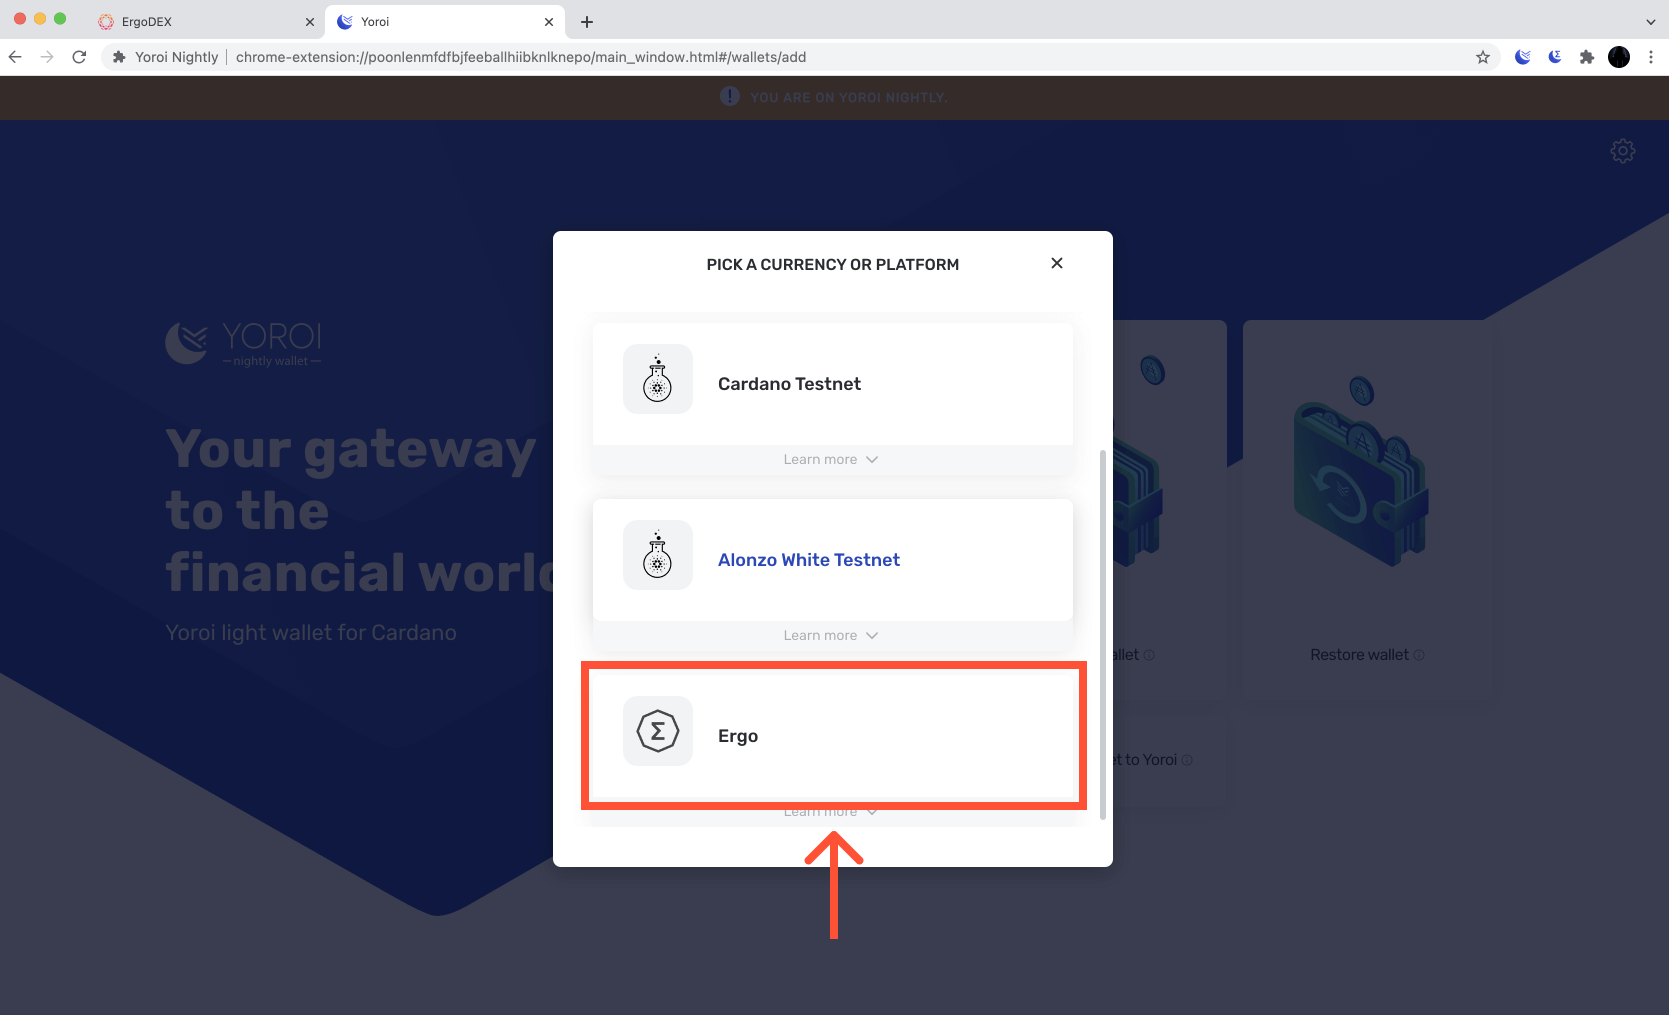 ErgoDEX
Yoroi
Yoroi Nightly
chrome-extension://poonlenmfdfbjfeeballhiibknlknepo/main_window.html#/wallets/add
YOU ARE ON YOROI NIGHTLY.
PICK A CURRENCY OR PLATFORM
YOROI
nightly wallet
Your gateway
to the
financial world
Yoroi light wallet for Cardano
Cardano Testnet
Learn more
Alonzo White Testnet
Learn more
Σ
Ergo
Learn more
allet
Restore wallet
et to Yoroi